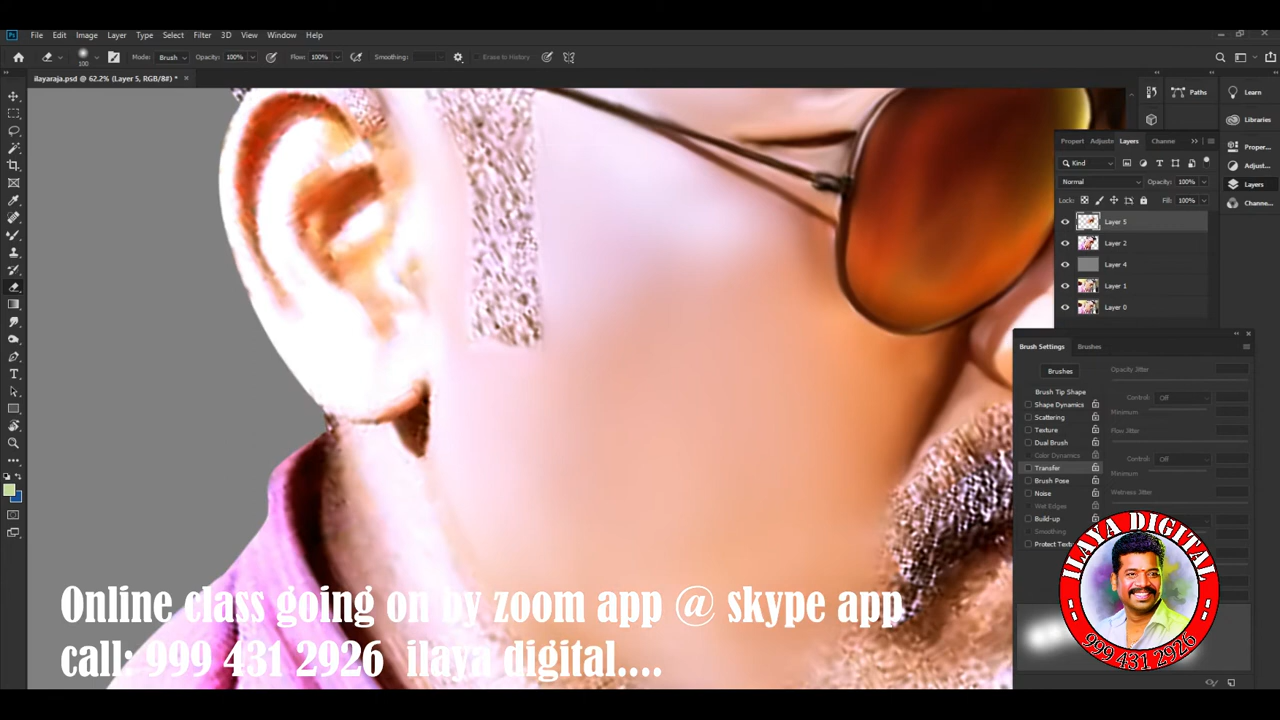 Ps File Edit Image Layer Type Select Filter 3D View Window Help
100 Mode: Brush Opacity: 100% Flow: 100% Smoothing: Erase to History
ilayaraja.psd @ 62.2% (Layer 5, RGB/8#) * ×
Paths
Learn
Libraries
Proper...
Adjust...
Layers
Channe...
Propert Adjustme Layers Channe
Kind
Normal Opacity: 100%
Lock: Fill: 100%
Layer 5
Layer 2
Layer 4
Layer 1
Layer 0
Brush Settings Brushes
Brushes
Brush Tip Shape
Shape Dynamics
Scattering
Texture
Dual Brush
Color Dynamics
Transfer
Brush Pose
Noise
Wet Edges
Build-up
Smoothing
Protect Textu
Opacity Jitter
Control: Off
Minimum
Flow Jitter
Control: Off
Minimum
Wetness Jitter
Online class going on by zoom app @ skype app
call: 999 431 2926 ilaya digital....
ILAYA DIGITAL
999 431 2926